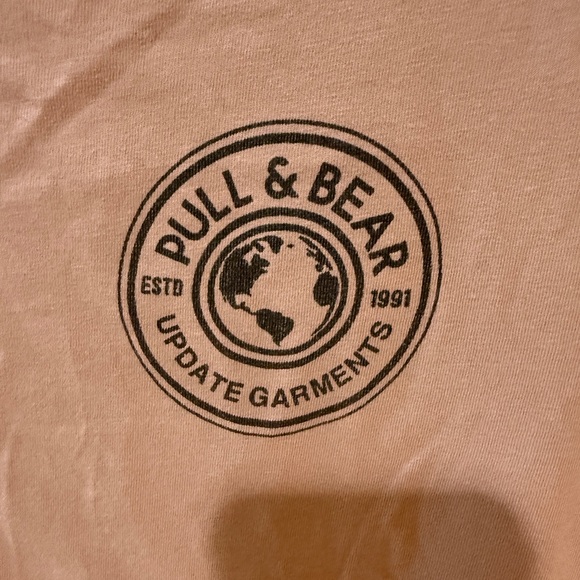 PULL & BEAR
ESTD 1991
UPDATE GARMENTS